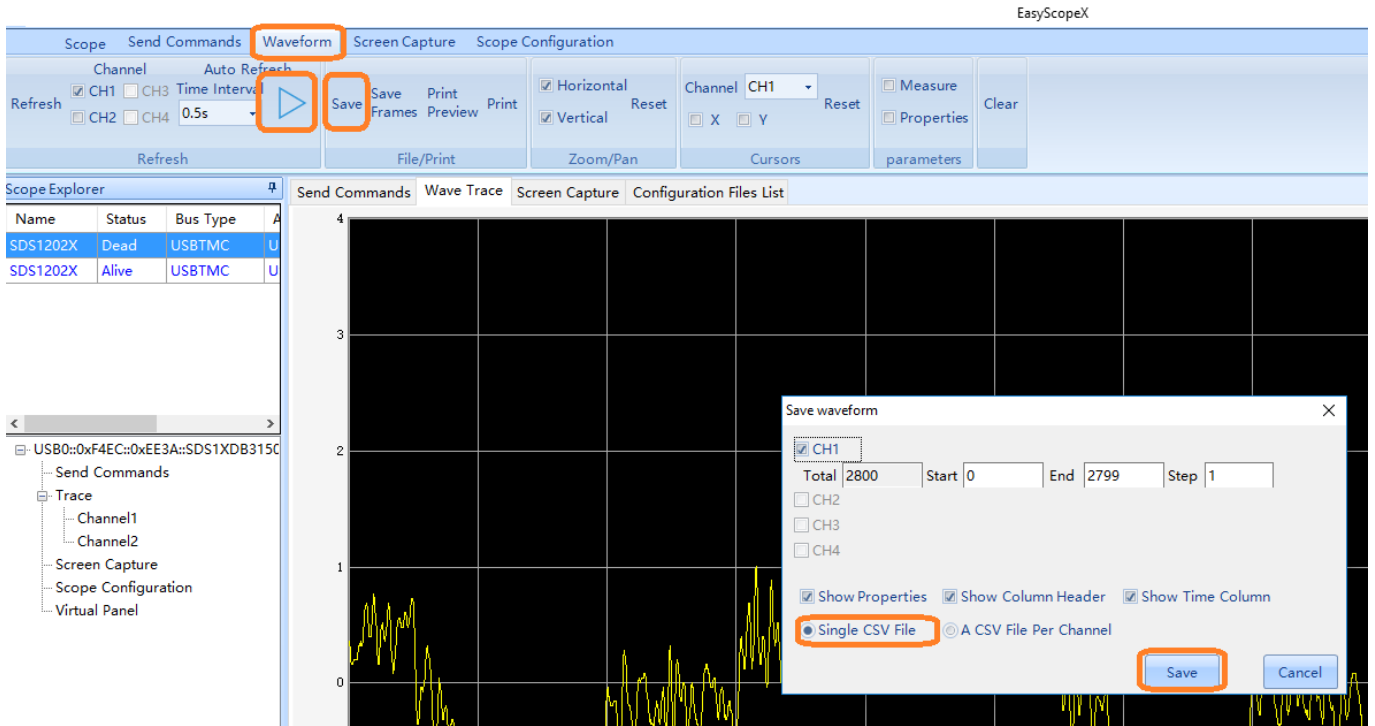 EasyScopeX
Scope Send Commands Waveform Screen Capture Scope Configuration
Channel Auto Refresh
CH1 CH3 Time Interval
CH2 CH4 0.5s
Refresh
Refresh
Save Save Frames Print Preview Print
File/Print
Horizontal
Vertical
Reset
Zoom/Pan
Channel CH1
X Y
Reset
Cursors
Measure
Properties
parameters
Clear
Scope Explorer
Send Commands Wave Trace Screen Capture Configuration Files List
Name Status Bus Type A
SDS1202X Dead USBTMC U
SDS1202X Alive USBTMC U
USB0::0xF4EC::0xEE3A::SDS1XDB3150
Send Commands
Trace
Channel1
Channel2
Screen Capture
Scope Configuration
Virtual Panel
4
3
2
1
0
Save waveform
CH1
Total 2800 Start 0 End 2799 Step 1
CH2
CH3
CH4
Show Properties Show Column Header Show Time Column
Single CSV File A CSV File Per Channel
Save Cancel